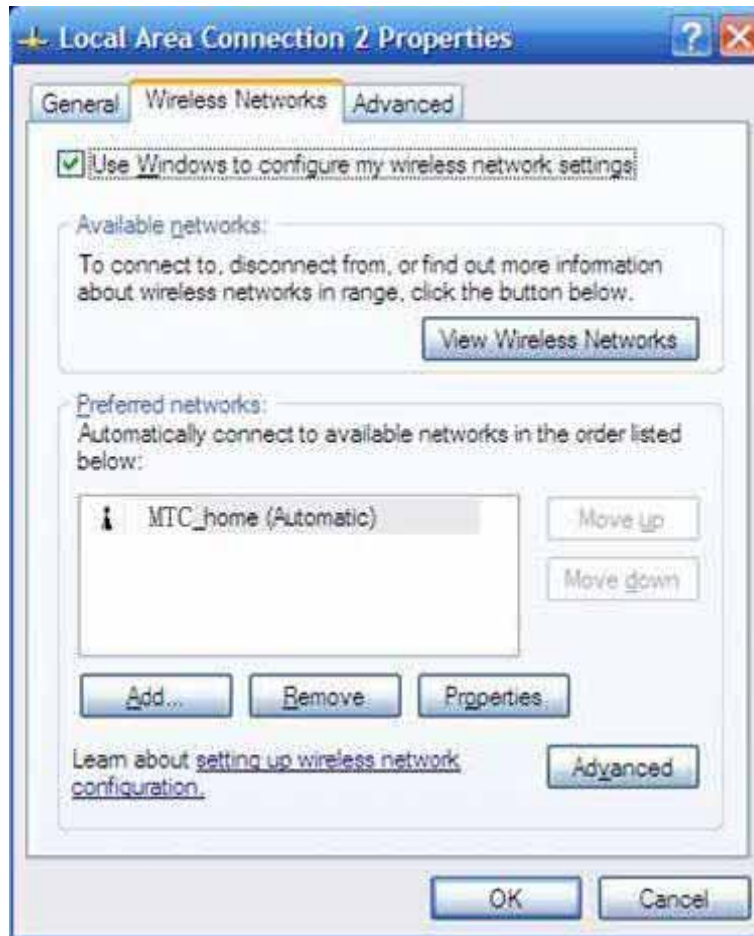 Local Area Connection 2 Properties
General Wireless Networks Advanced
Use Windows to configure my wireless network settings
Available networks:
To connect to, disconnect from, or find out more information
about wireless networks in range, click the button below.
View Wireless Networks
Preferred networks:
Automatically connect to available networks in the order listed
below:
MTC_home (Automatic)
Move up
Move down
Add... Remove Properties
Learn about setting up wireless network
configuration.
Advanced
OK Cancel